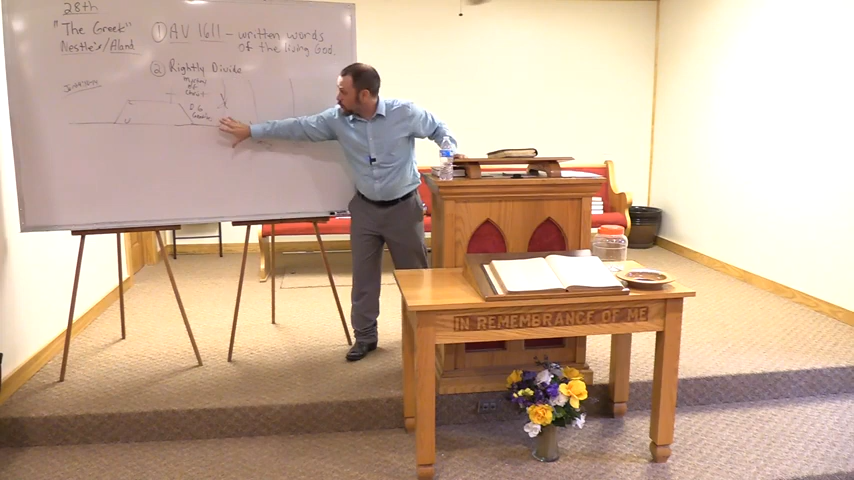 28th
"The Greek"
Nestle's/Aland
① AV 1611 - written words
of the living God.
② Rightly Divide
mystery
of
Christ
D.G
IN REMEMBRANCE OF ME